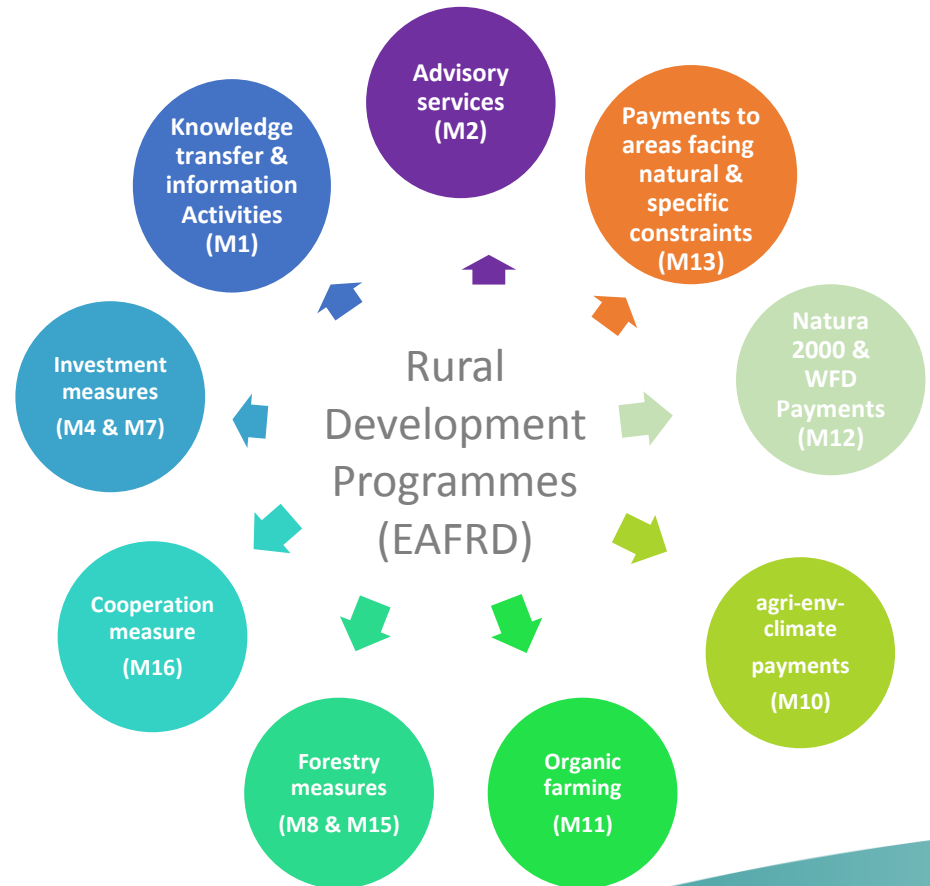 Advisory
services
(M2)
Payments to
areas facing
natural &
specific
constraints
(M13)
Natura
2000 &
WFD
Payments
(M12)
agri-env-
climate
payments
(M10)
Organic
farming
(M11)
Forestry
measures
(M8 & M15)
Cooperation
measure
(M16)
Investment
measures
(M4 & M7)
Knowledge
transfer &
information
Activities
(M1)
Rural
Development
Programmes
(EAFRD)